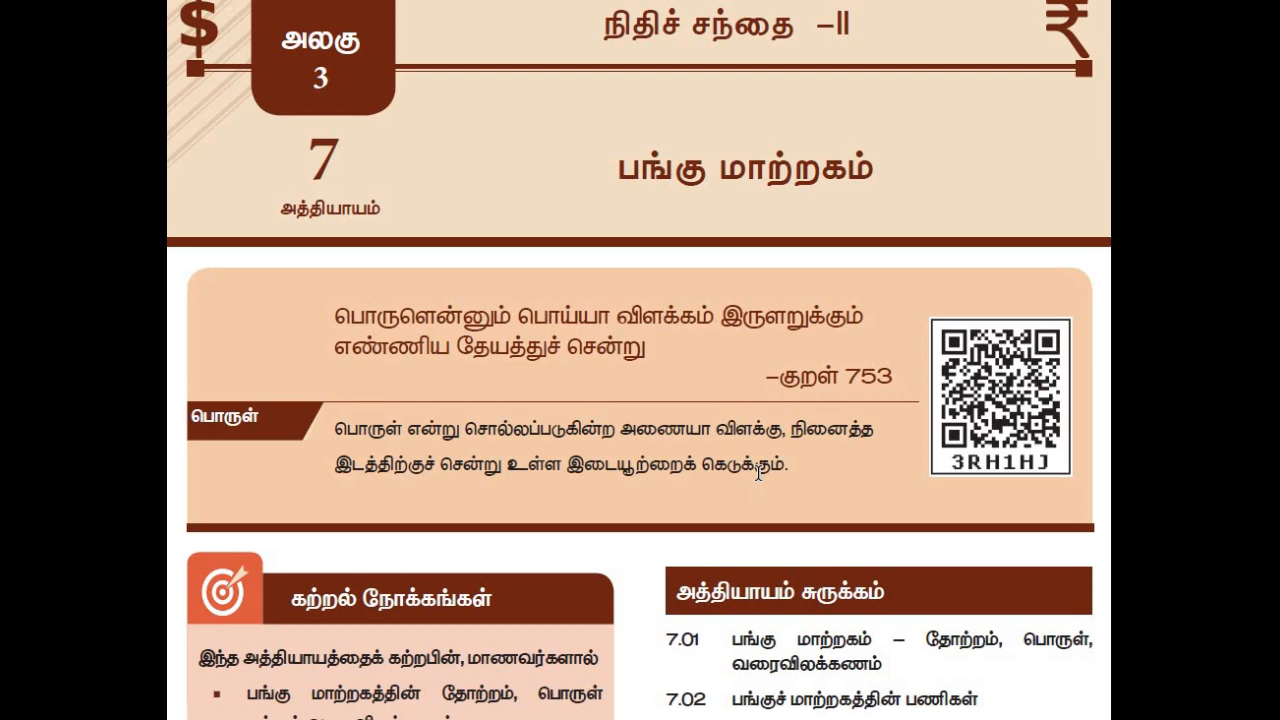 $
₹
அலகு
3
நிதிச் சந்தை –II
7
அத்தியாயம்
பங்கு மாற்றகம்
பொருளென்னும் பொய்யா விளக்கம் இருளறுக்கும்
எண்ணிய தேயத்துச் சென்று
–குறள் 753
பொருள்
பொருள் என்று சொல்லப்படுகின்ற அணையா விளக்கு, நினைத்த
இடத்திற்குச் சென்று உள்ள இடையூற்றைக் கெடுக்கும்.
3RH1HJ
கற்றல் நோக்கங்கள்
இந்த அத்தியாயத்தைக் கற்றபின், மாணவர்களால்
▪ பங்கு மாற்றகத்தின் தோற்றம், பொருள்
அத்தியாயம் சுருக்கம்
7.01 பங்கு மாற்றகம் – தோற்றம், பொருள்,
வரைவிலக்கணம்
7.02 பங்குச் மாற்றகத்தின் பணிகள்